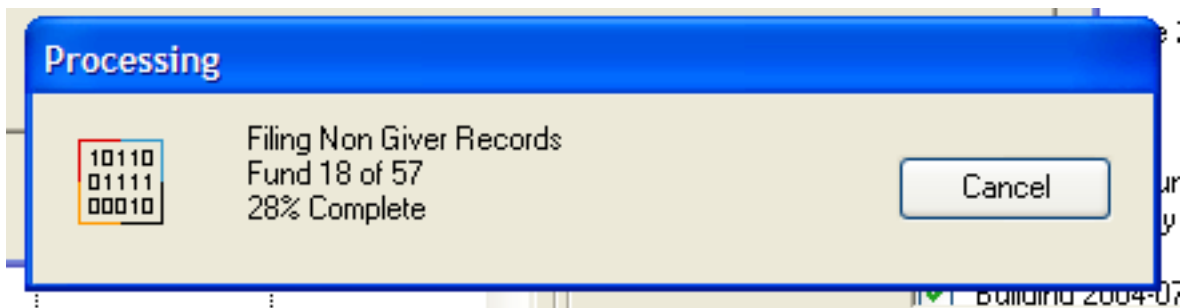 Processing
10110
01111
00010
Filing Non Giver Records
Fund 18 of 57
28% Complete
Cancel
Building 2004-07